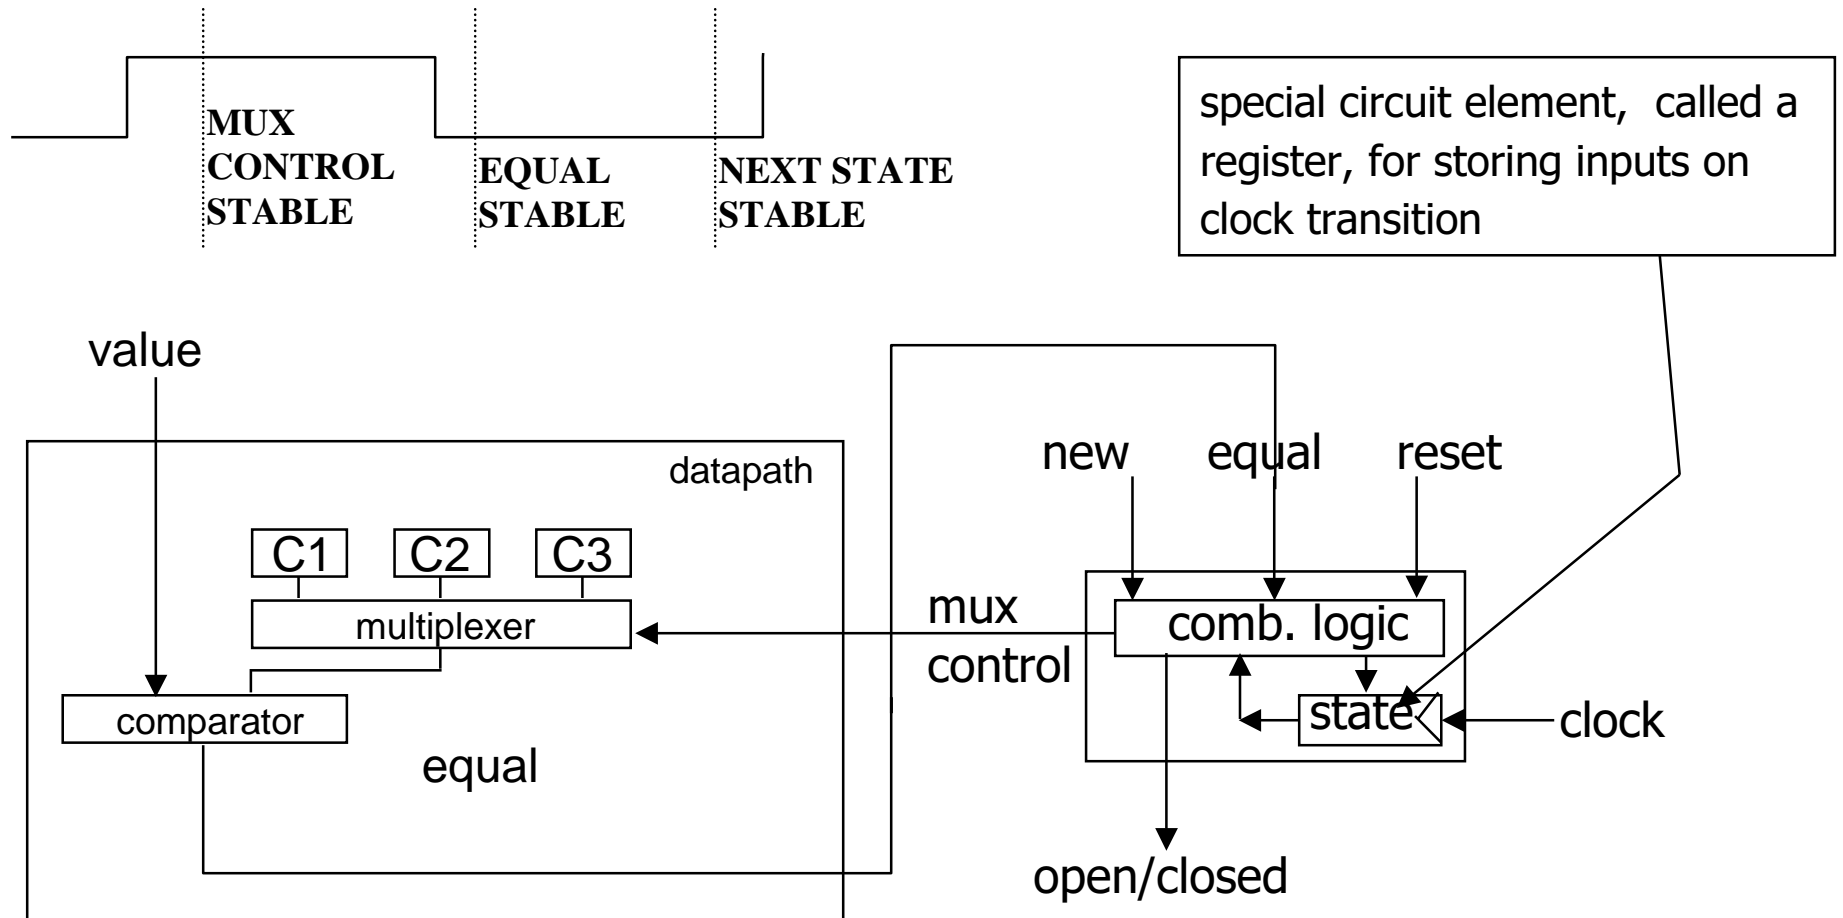 MUX
CONTROL
STABLE
EQUAL
STABLE
NEXT STATE
STABLE
special circuit element, called a
register, for storing inputs on
clock transition
value
datapath
C1
C2
C3
multiplexer
comparator
equal
mux
control
new
equal
reset
comb. logic
state
clock
open/closed